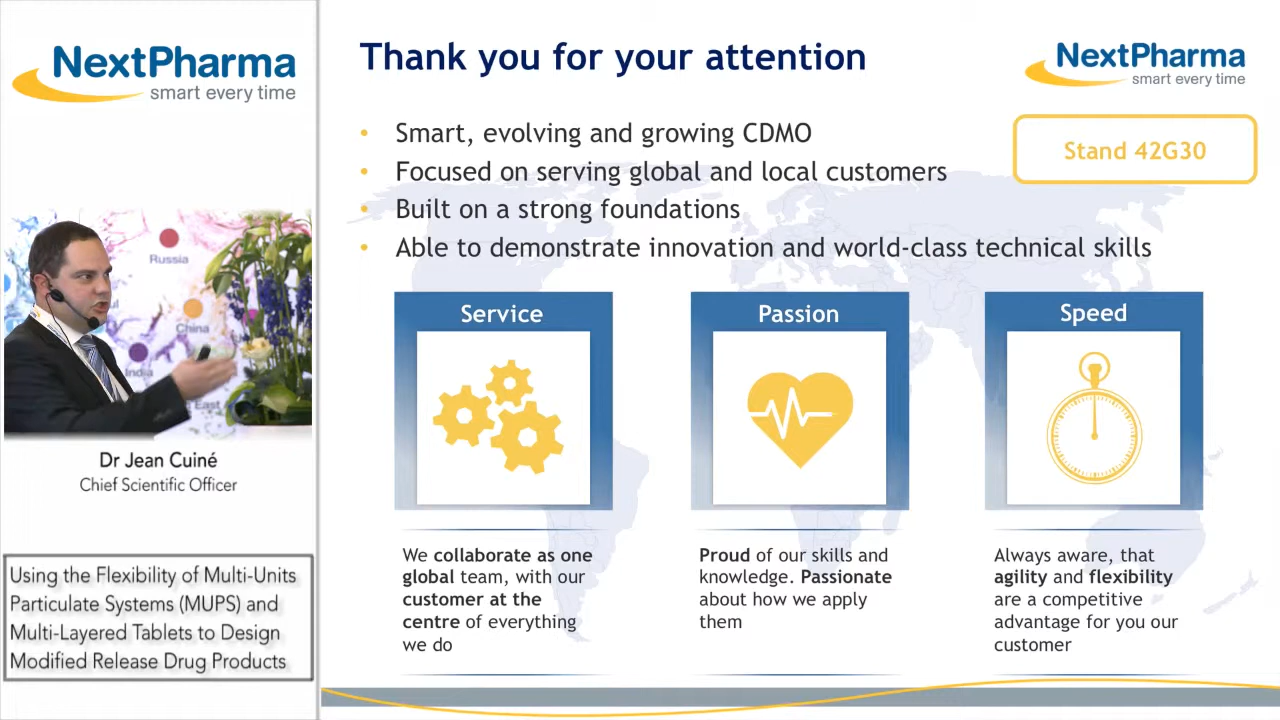 NextPharma
smart every time
Russia
China
India
East
Dr Jean Cuiné
Chief Scientific Officer
Using the Flexibility of Multi-Units
Particulate Systems (MUPS) and
Multi-Layered Tablets to Design
Modified Release Drug Products
Thank you for your attention
NextPharma
smart every time
Stand 42G30
• Smart, evolving and growing CDMO
• Focused on serving global and local customers
• Built on a strong foundations
• Able to demonstrate innovation and world-class technical skills
Service
We collaborate as one
global team, with our
customer at the
centre of everything
we do
Passion
Proud of our skills and
knowledge. Passionate
about how we apply
them
Speed
Always aware, that
agility and flexibility
are a competitive
advantage for you our
customer